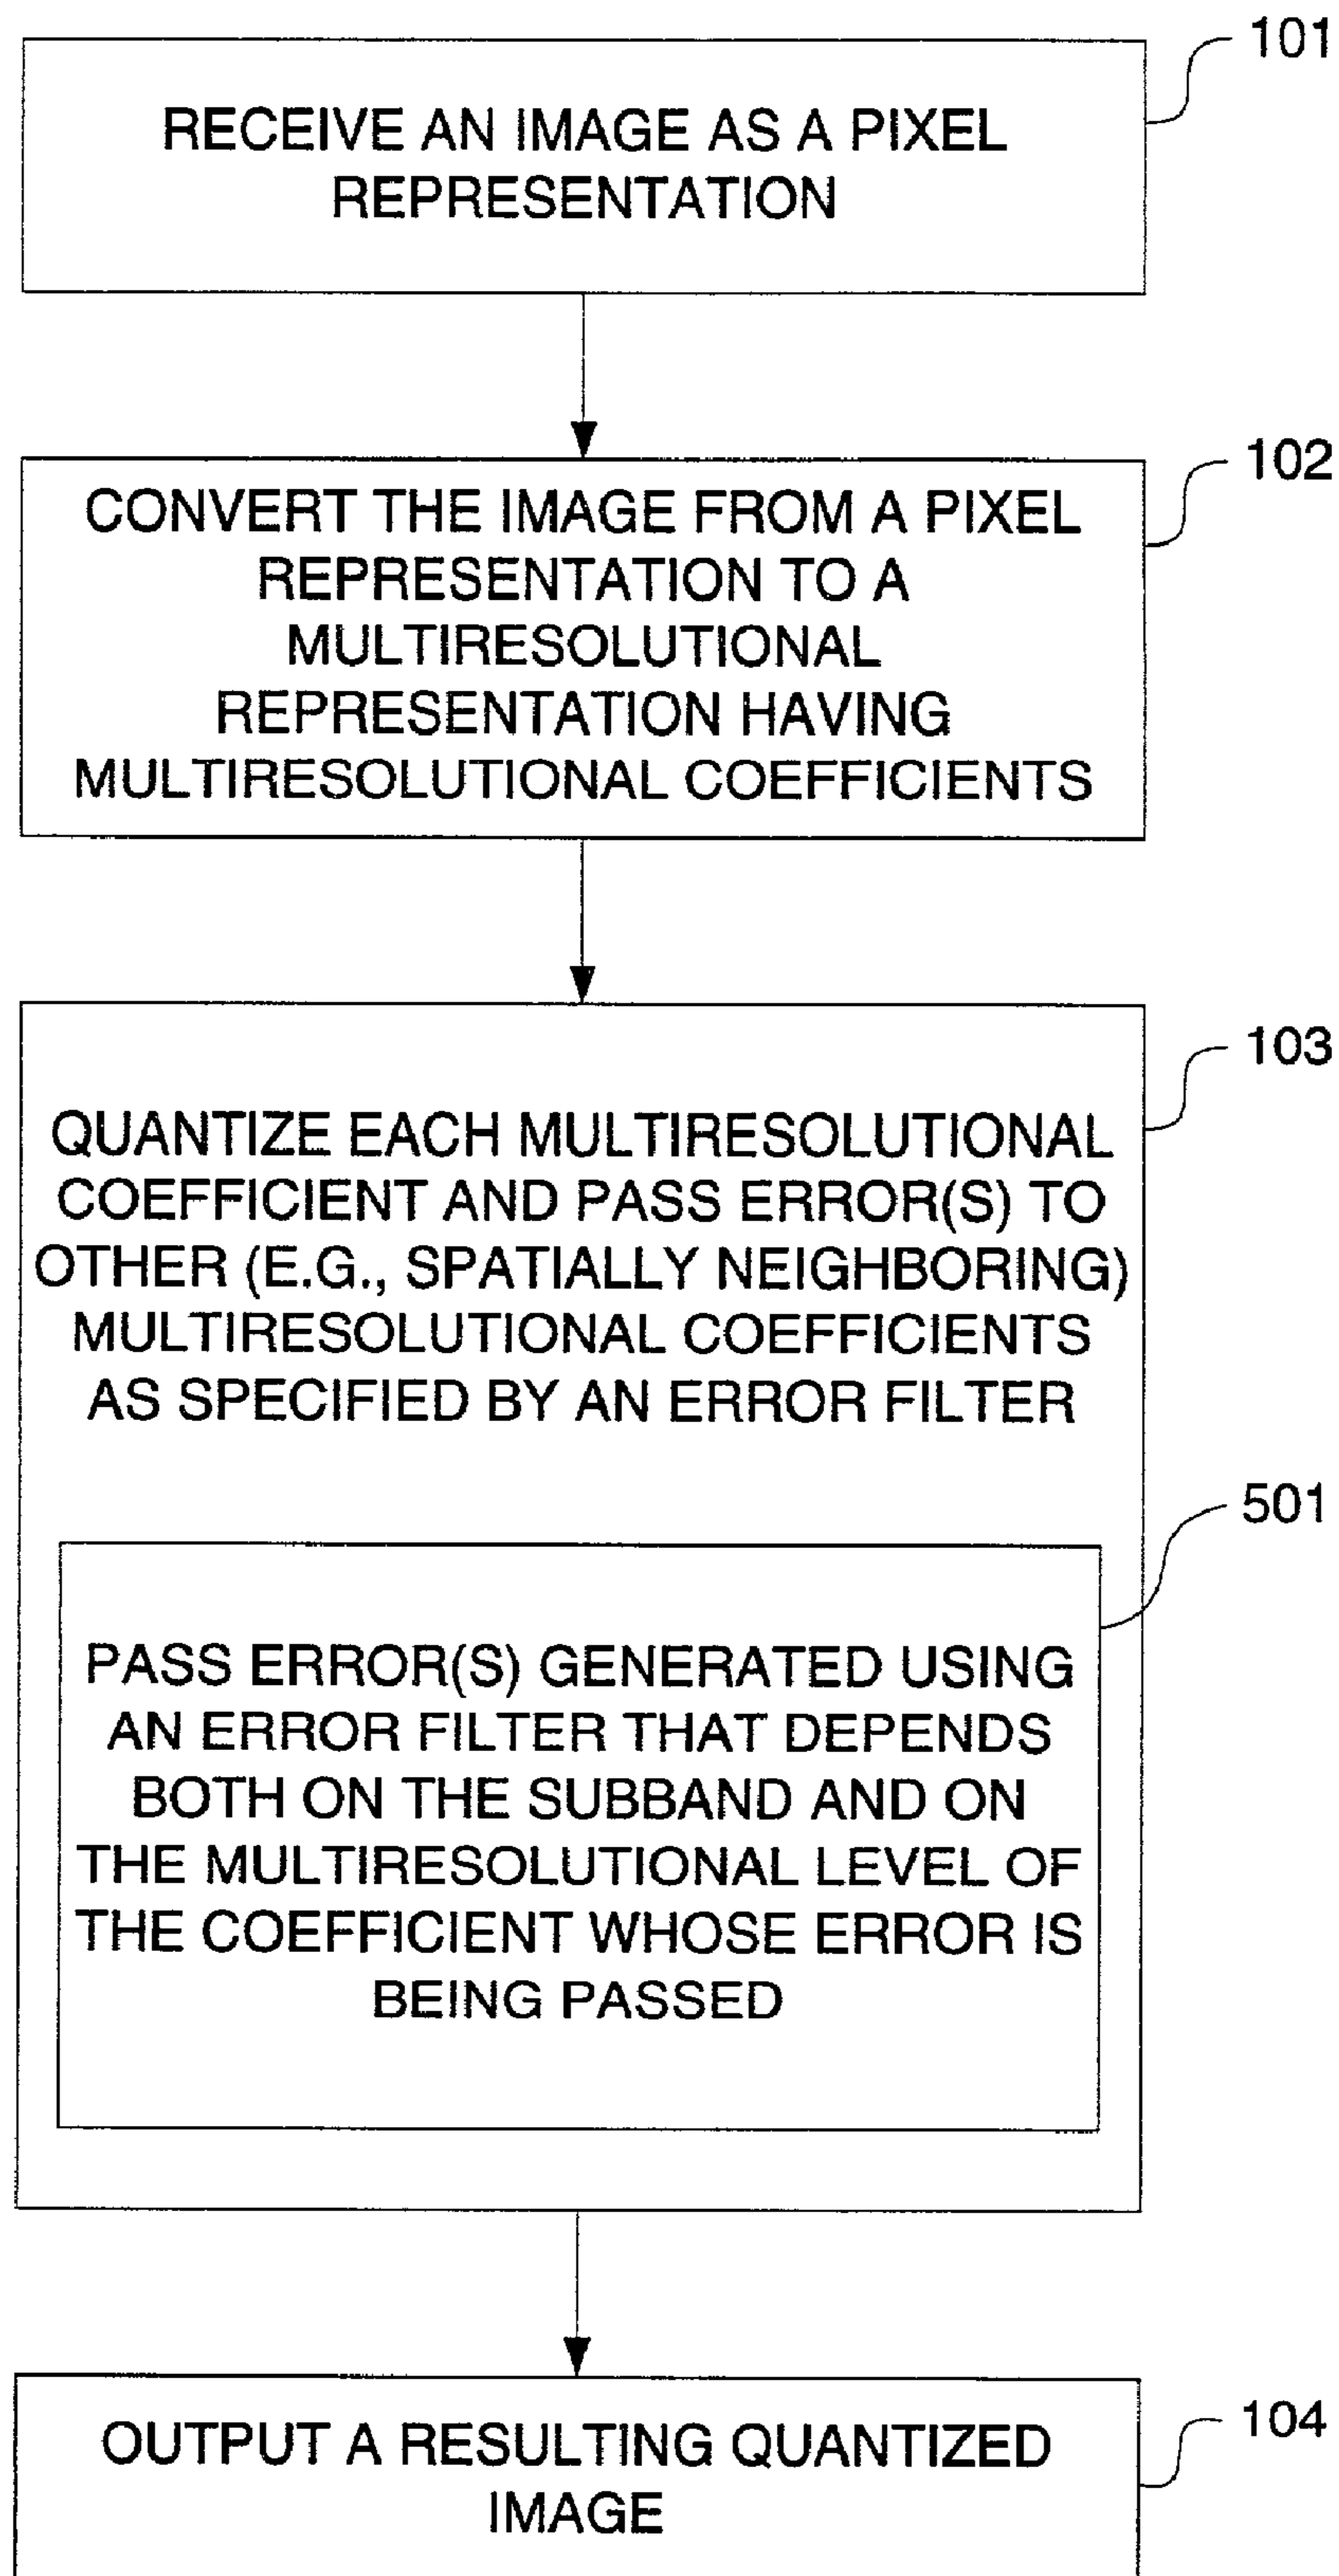 101
RECEIVE AN IMAGE AS A PIXEL
REPRESENTATION
102
CONVERT THE IMAGE FROM A PIXEL
REPRESENTATION TO A
MULTIRESOLUTIONAL
REPRESENTATION HAVING
MULTIRESOLUTIONAL COEFFICIENTS
103
QUANTIZE EACH MULTIRESOLUTIONAL
COEFFICIENT AND PASS ERROR(S) TO
OTHER (E.G., SPATIALLY NEIGHBORING)
MULTIRESOLUTIONAL COEFFICIENTS
AS SPECIFIED BY AN ERROR FILTER
501
PASS ERROR(S) GENERATED USING
AN ERROR FILTER THAT DEPENDS
BOTH ON THE SUBBAND AND ON
THE MULTIRESOLUTIONAL LEVEL OF
THE COEFFICIENT WHOSE ERROR IS
BEING PASSED
104
OUTPUT A RESULTING QUANTIZED
IMAGE